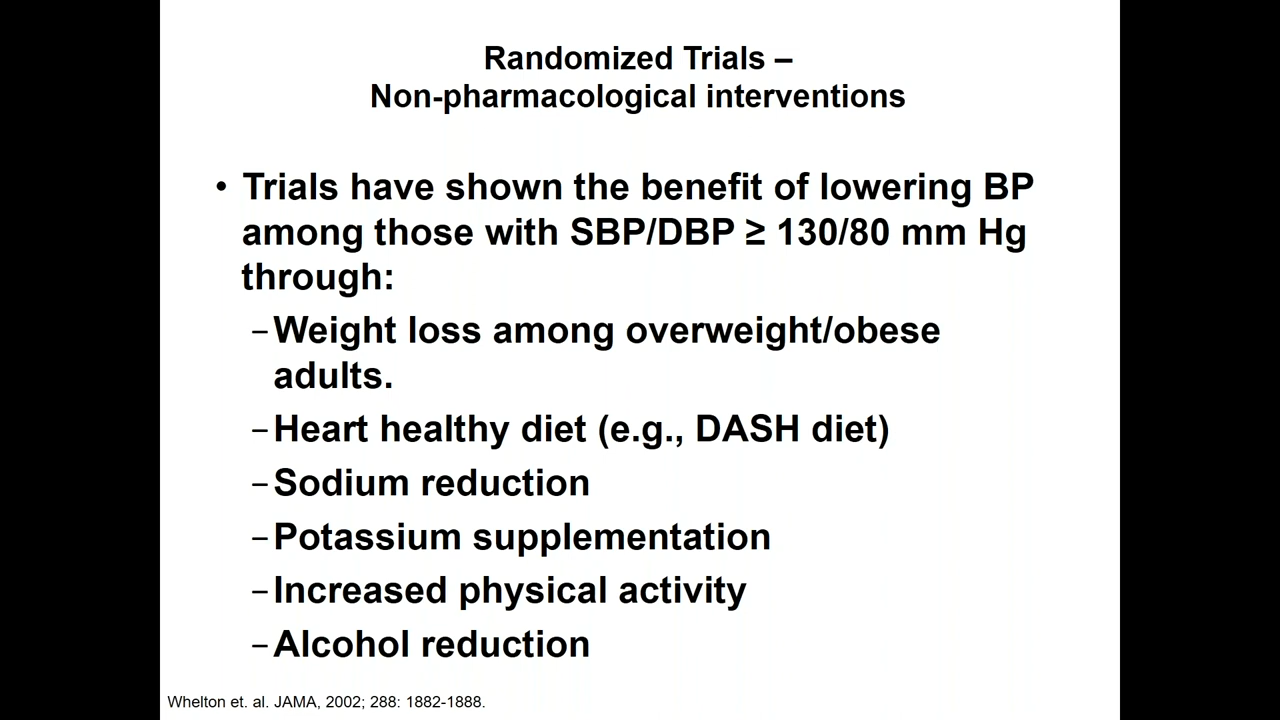 Randomized Trials –
Non-pharmacological interventions
• Trials have shown the benefit of lowering BP
among those with SBP/DBP ≥ 130/80 mm Hg
through:
–Weight loss among overweight/obese
adults.
–Heart healthy diet (e.g., DASH diet)
–Sodium reduction
–Potassium supplementation
–Increased physical activity
–Alcohol reduction
Whelton et. al. JAMA, 2002; 288: 1882-1888.